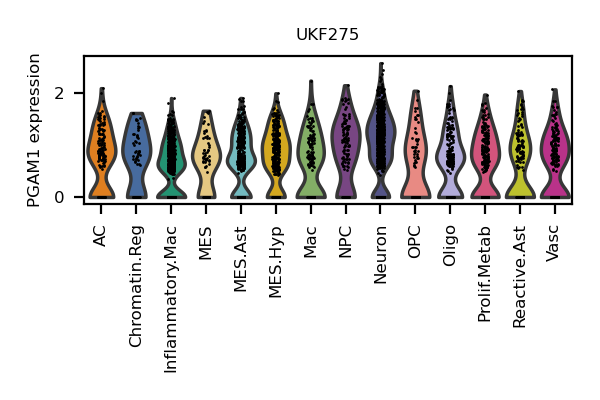 UKF275
PGAM1 expression
2
0
AC
Chromatin.Reg
Inflammatory.Mac
MES
MES.Ast
MES.Hyp
Mac
NPC
Neuron
OPC
Oligo
Prolif.Metab
Reactive.Ast
Vasc